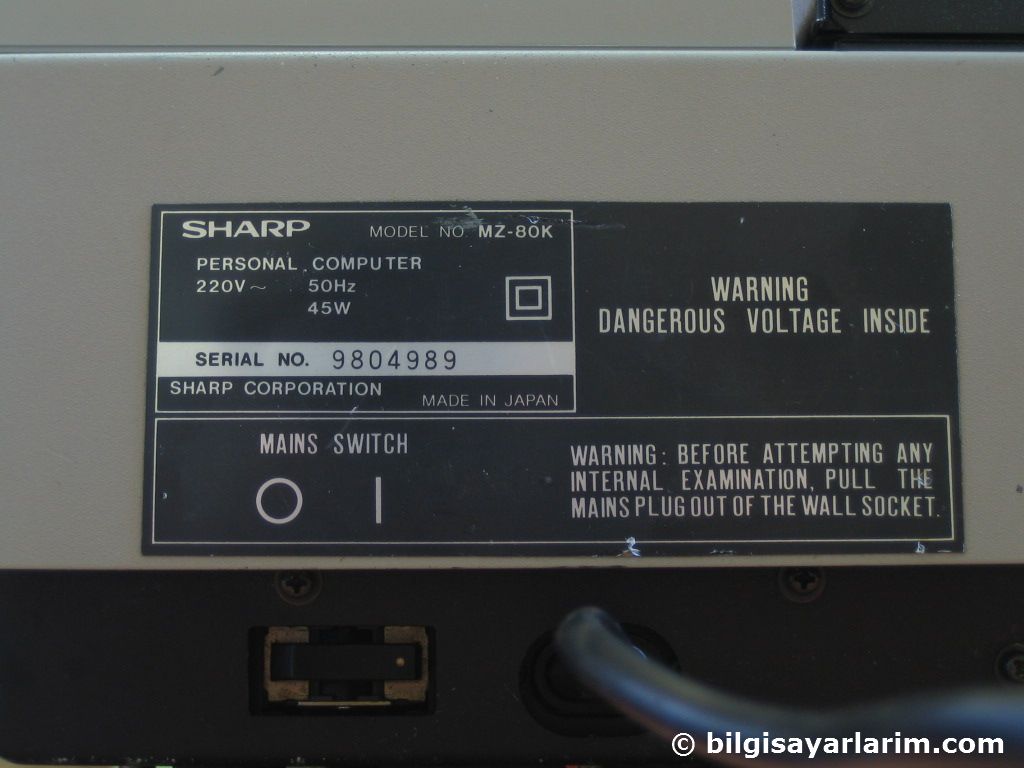 SHARP MODEL NO. MZ-80K
PERSONAL COMPUTER
220V~ 50Hz
45W
SERIAL NO. 9804989
SHARP CORPORATION
MADE IN JAPAN
WARNING
DANGEROUS VOLTAGE INSIDE
MAINS SWITCH
WARNING: BEFORE ATTEMPTING ANY
INTERNAL EXAMINATION, PULL THE
MAINS PLUG OUT OF THE WALL SOCKET.
© bilgisayarlarim.com